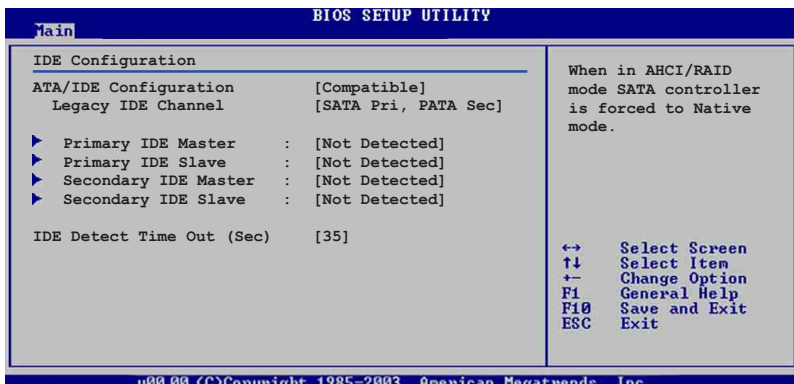 BIOS SETUP UTILITY
Main
IDE Configuration
ATA/IDE Configuration [Compatible]
Legacy IDE Channel [SATA Pri, PATA Sec]
Primary IDE Master : [Not Detected]
Primary IDE Slave : [Not Detected]
Secondary IDE Master : [Not Detected]
Secondary IDE Slave : [Not Detected]
IDE Detect Time Out (Sec) [35]
When in AHCI/RAID
mode SATA controller
is forced to Native
mode.
↔ Select Screen
↑↓ Select Item
+- Change Option
F1 General Help
F10 Save and Exit
ESC Exit
v00.00 (C)Copyright 1985-2003, American Megatrends, Inc.